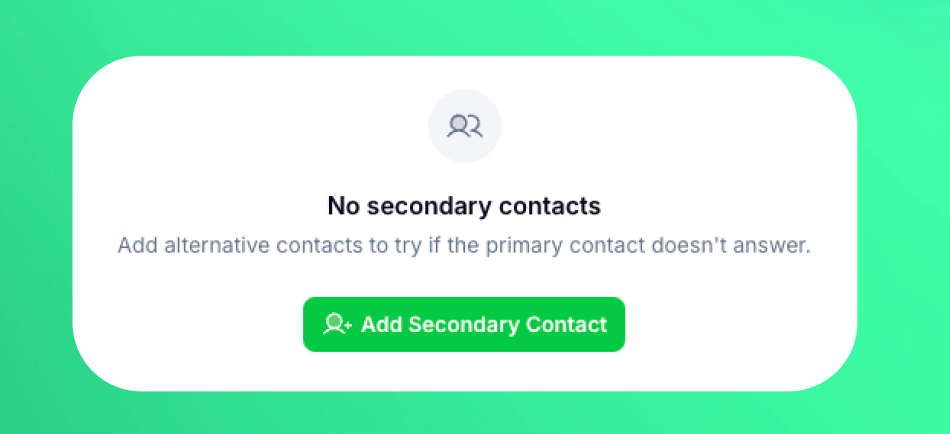 No secondary contacts
Add alternative contacts to try if the primary contact doesn't answer.
Add Secondary Contact